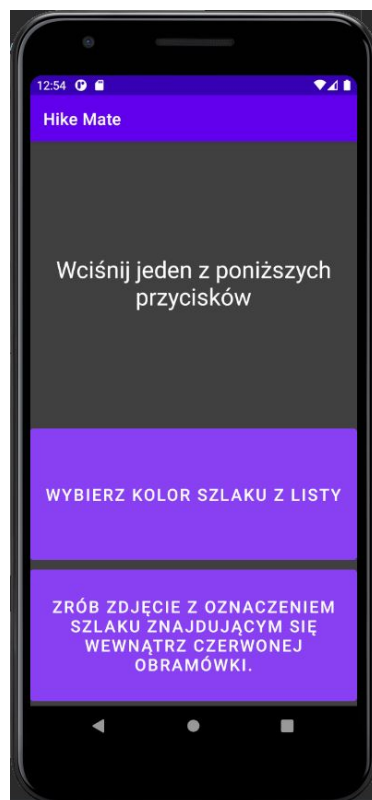 12:54
Hike Mate
Wciśnij jeden z poniższych
przycisków
WYBIERZ KOLOR SZLAKU Z LISTY
ZRÓB ZDJĘCIE Z OZNACZENIEM
SZLAKU ZNAJDUJĄCYM SIĘ
WEWNĄTRZ CZERWONEJ
OBRAMÓWKI.